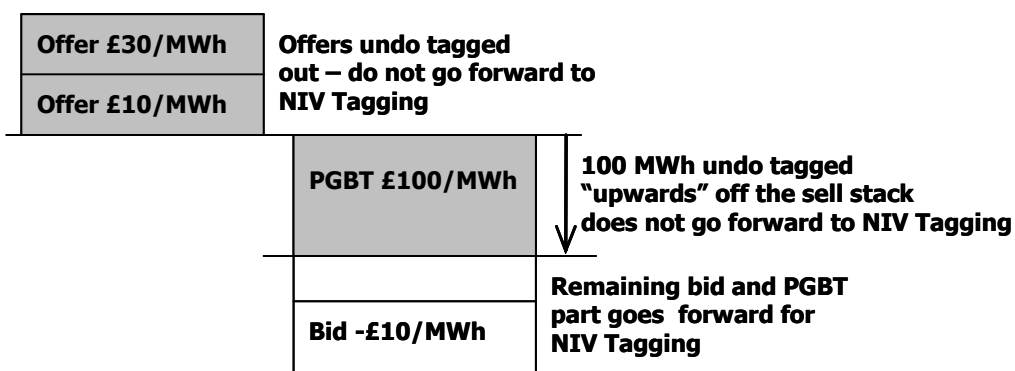 Offer £30/MWh
Offer £10/MWh
Offers undo tagged
out – do not go forward to
NIV Tagging
PGBT £100/MWh
100 MWh undo tagged
“upwards” off the sell stack
does not go forward to NIV Tagging
Bid -£10/MWh
Remaining bid and PGBT
part goes  forward for
NIV Tagging